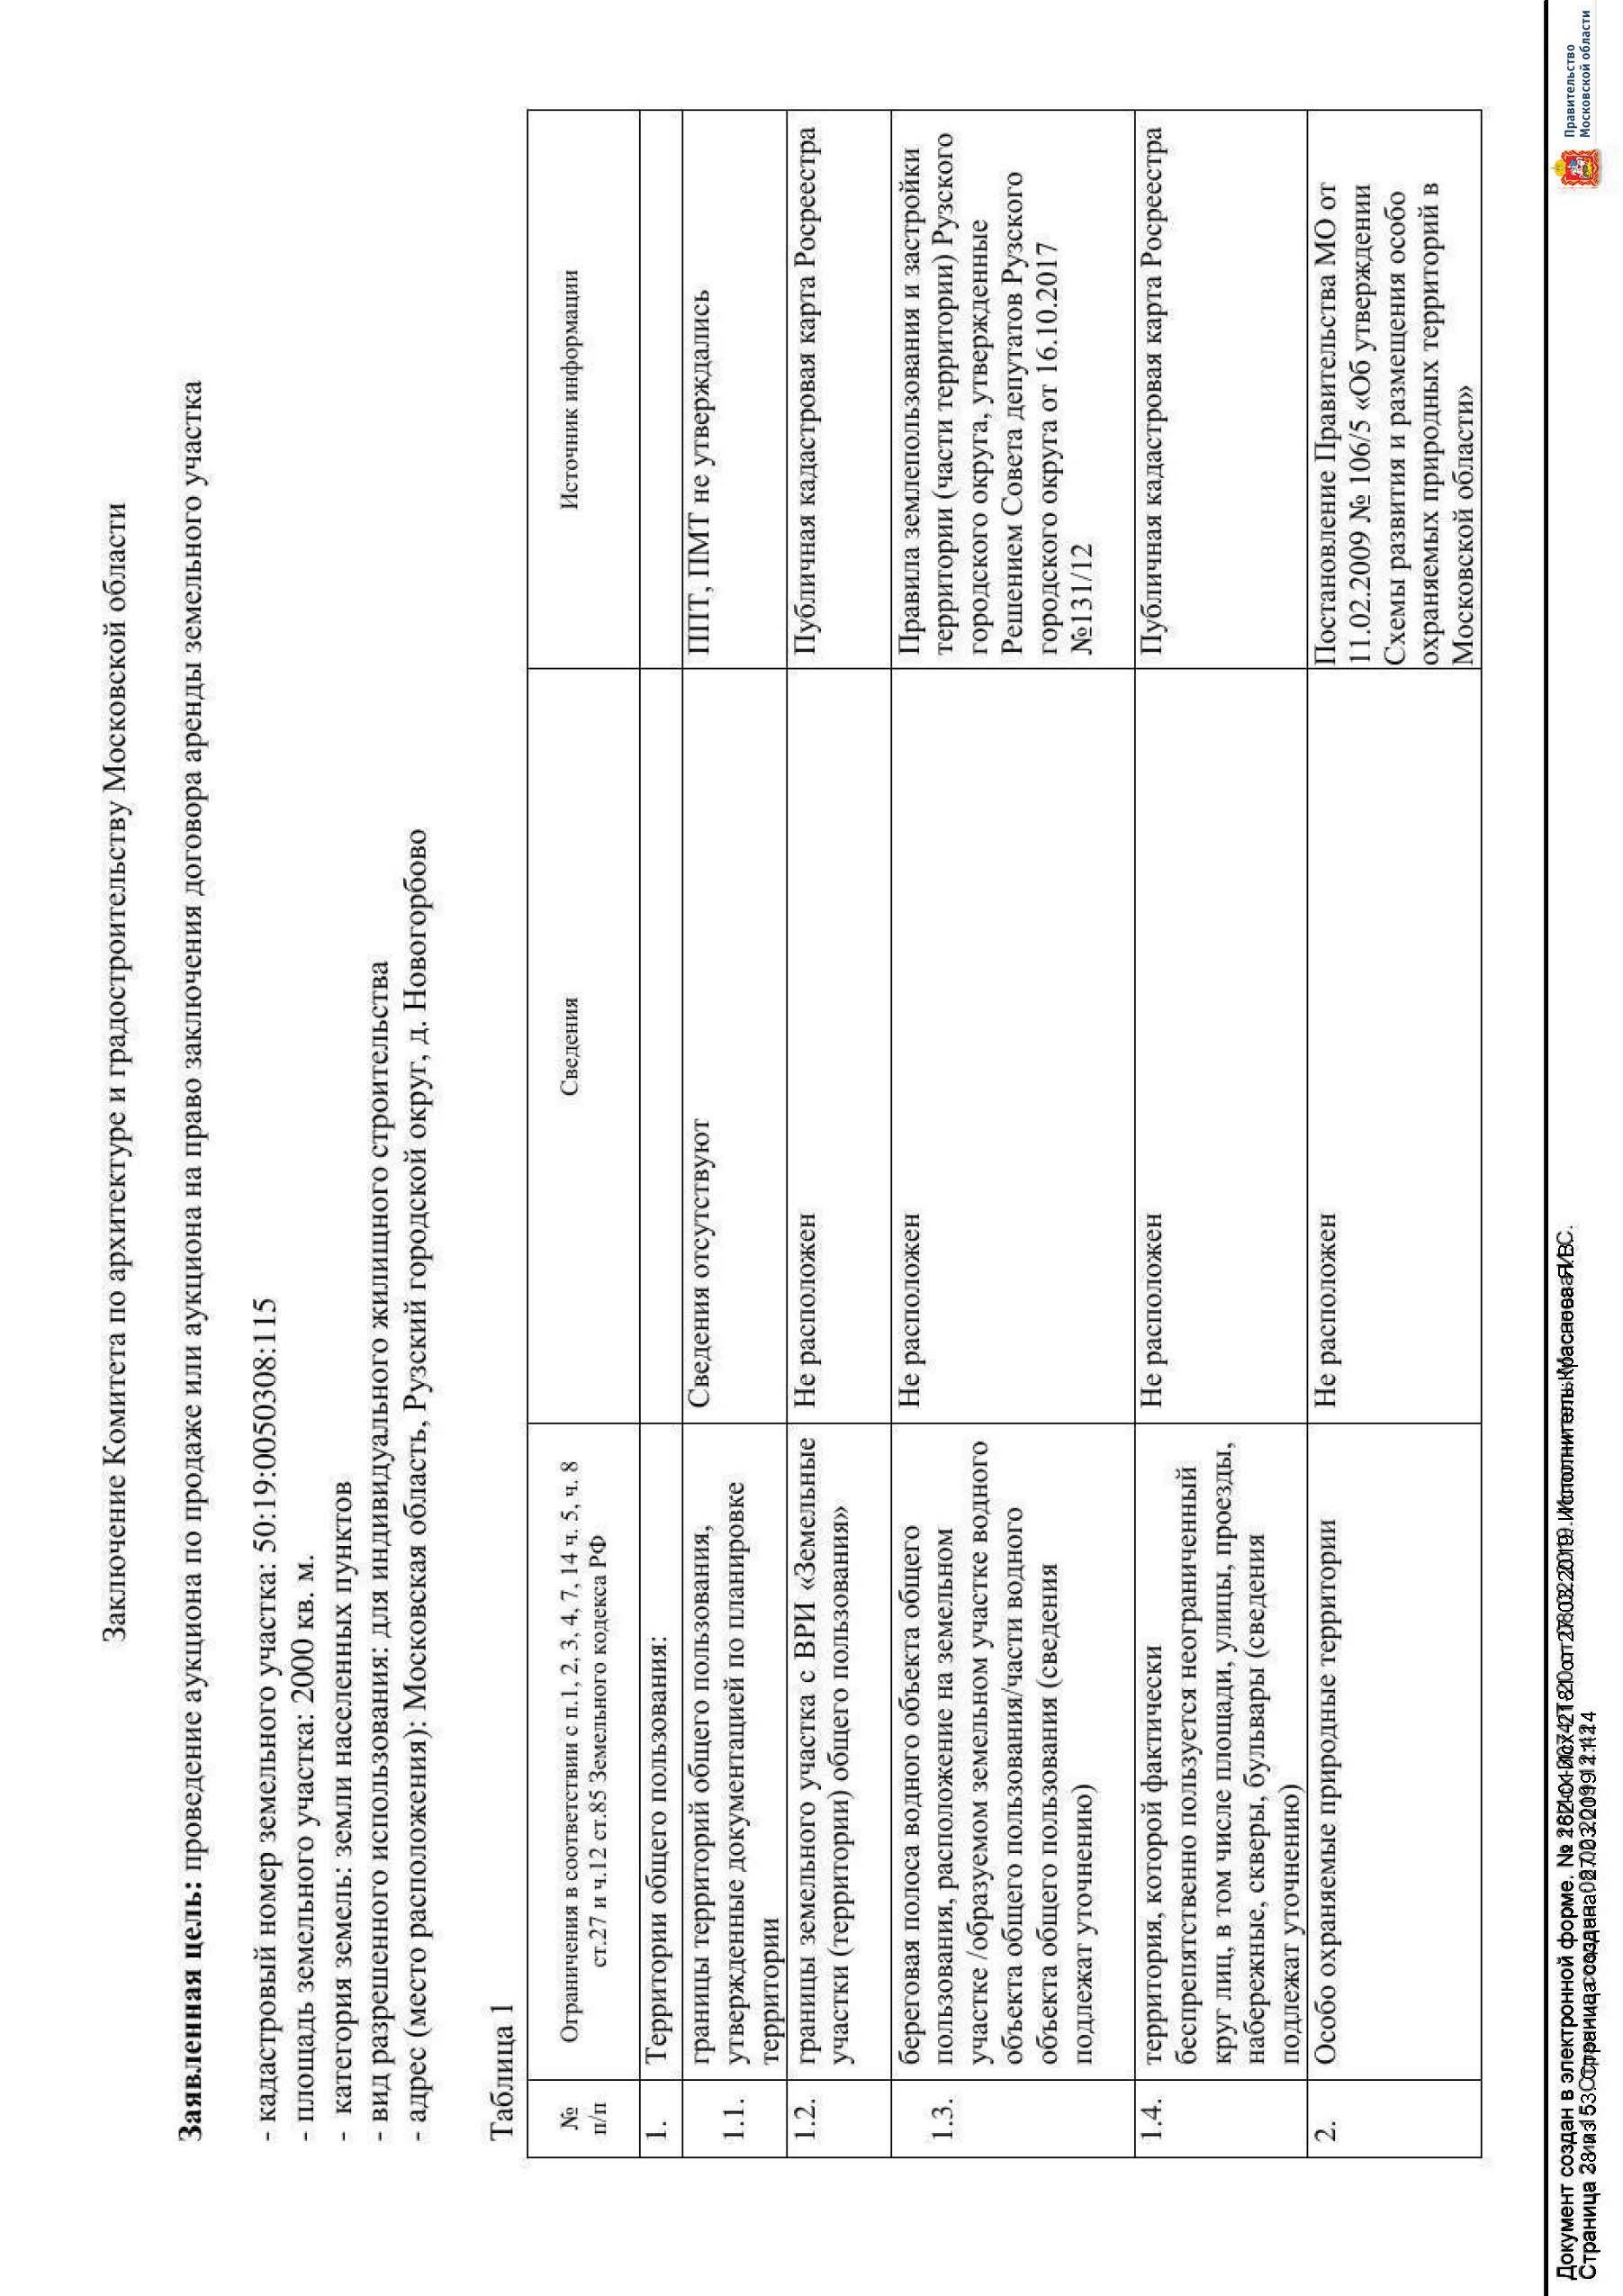 Заключение Комитета по архитектуре и градостроительству Московской области
Заявленная цель: проведение аукциона по продаже или аукциона на право заключения договора аренды земельного участка
- кадастровый номер земельного участка: 50:19:0050308:115
- площадь земельного участка: 2000 кв. м.
- категория земель: земли населенных пунктов
- вид разрешенного использования: для индивидуального жилищного строительства
- адрес (место расположения): Московская область, Рузский городской округ, д. Новогорбово
Таблица 1
№
п/п
Ограничения в соответствии с п.1, 2, 3, 4, 7, 14 ч. 5, ч. 8
ст.27 и ч.12 ст.85 Земельного кодекса РФ
Сведения
Источник информации
1.
Территории общего пользования:
1.1.
границы территорий общего пользования,
утвержденные документацией по планировке
территории
Сведения отсутствуют
ППТ, ПМТ не утверждались
1.2.
границы земельного участка с ВРИ «Земельные
участки (территории) общего пользования»
Не расположен
Публичная кадастровая карта Росреестра
1.3.
береговая полоса водного объекта общего
пользования, расположение на земельном
участке /образуемом земельном участке водного
объекта общего пользования/части водного
объекта общего пользования (сведения
подлежат уточнению)
Не расположен
Правила землепользования и застройки
территории (части территории) Рузского
городского округа, утвержденные
Решением Совета депутатов Рузского
городского округа от 16.10.2017
№131/12
1.4.
территория, которой фактически
беспрепятственно пользуется неограниченный
круг лиц, в том числе площади, улицы, проезды,
набережные, скверы, бульвары (сведения
подлежат уточнению)
Не расположен
Публичная кадастровая карта Росреестра
2.
Особо охраняемые природные территории
Не расположен
Постановление Правительства МО от
11.02.2009 № 106/5 «Об утверждении
Схемы развития и размещения особо
охраняемых природных территорий в
Московской области»
Документ создан в электронной форме. №
Страница
Правительство
Московской области